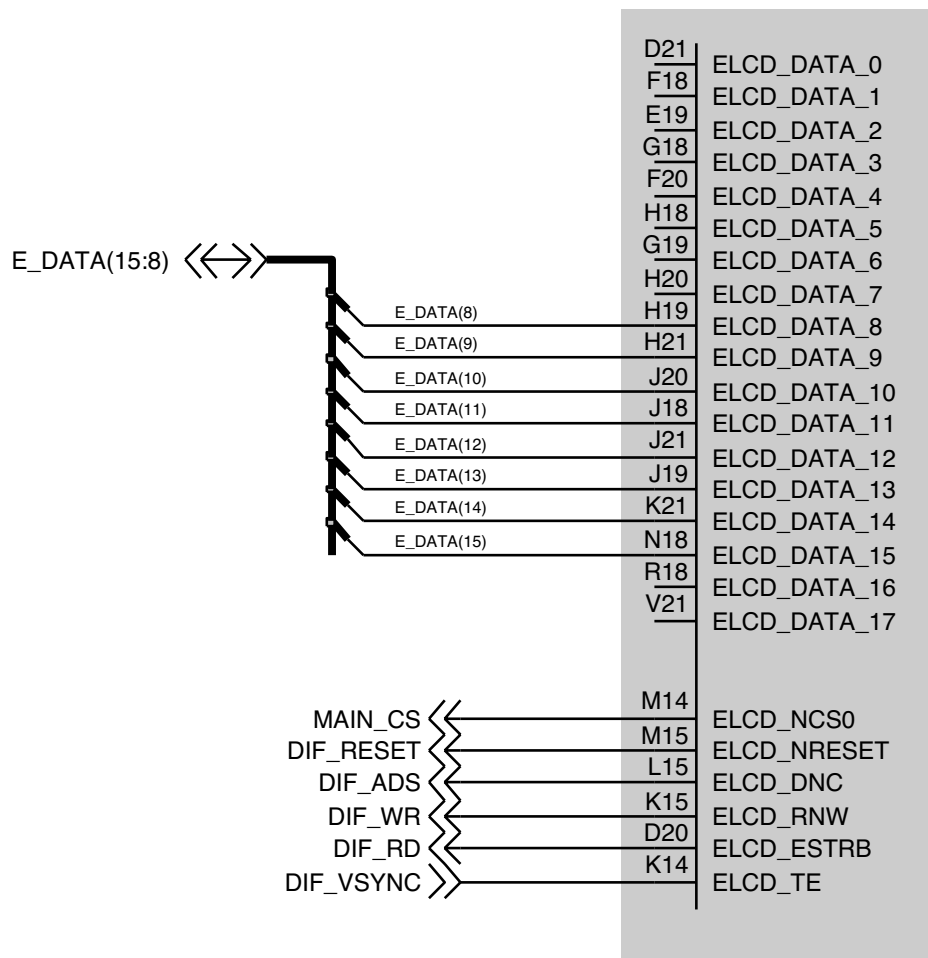 D21 ELCD_DATA_0
F18 ELCD_DATA_1
E19 ELCD_DATA_2
G18 ELCD_DATA_3
F20 ELCD_DATA_4
H18 ELCD_DATA_5
G19 ELCD_DATA_6
E_DATA(15:8)
H20 ELCD_DATA_7
E_DATA(8) H19 ELCD_DATA_8
E_DATA(9) H21 ELCD_DATA_9
E_DATA(10) J20 ELCD_DATA_10
E_DATA(11) J18 ELCD_DATA_11
E_DATA(12) J21 ELCD_DATA_12
E_DATA(13) J19 ELCD_DATA_13
E_DATA(14) K21 ELCD_DATA_14
E_DATA(15) N18 ELCD_DATA_15
R18 ELCD_DATA_16
V21 ELCD_DATA_17
MAIN_CS M14 ELCD_NCS0
DIF_RESET M15 ELCD_NRESET
DIF_ADS L15 ELCD_DNC
DIF_WR K15 ELCD_RNW
DIF_RD D20 ELCD_ESTRB
DIF_VSYNC K14 ELCD_TE